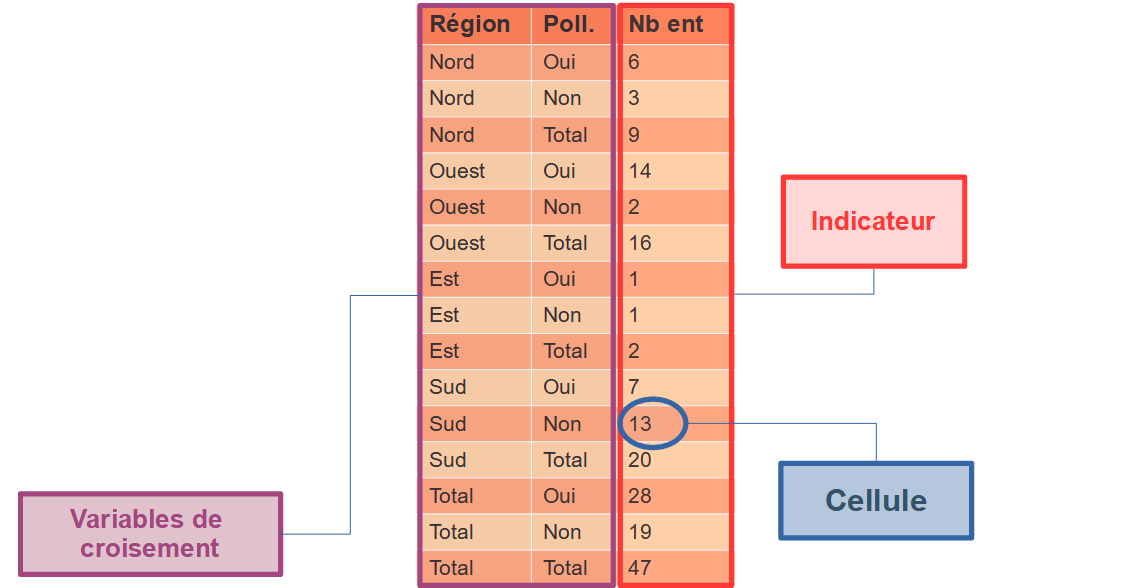 Région Poll. Nb ent
Nord Oui 6
Nord Non 3
Nord Total 9
Ouest Oui 14
Ouest Non 2
Ouest Total 16
Est Oui 1
Est Non 1
Est Total 2
Sud Oui 7
Sud Non 13
Sud Total 20
Total Oui 28
Total Non 19
Total Total 47
Indicateur
Cellule
Variables de
croisement